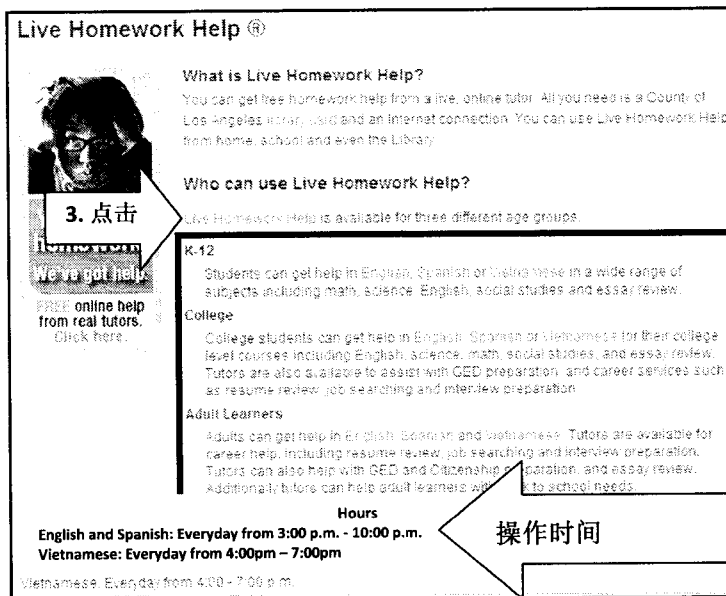 Live Homework Help ®
What is Live Homework Help?
You can get free homework help from a live, online tutor. All you need is a County of
Los Angeles library card and an Internet connection. You can use Live Homework Help
from home, school and even the Library.
Who can use Live Homework Help?
3. 点击
Live Homework Help is available for three different age groups.
We've got help.
FREE online help
from real tutors.
Click here.
K-12
Students can get help in English, Spanish or Vietnamese in a wide range of
subjects including math, science, English, social studies and essay review.
College
College students can get help in English, Spanish or Vietnamese for their college
level courses including English, science, math, social studies, and essay review.
Tutors are also available to assist with GED preparation, and career services such
as resume review, job searching and interview preparation.
Adult Learners
Adults can get help in English, Spanish and Vietnamese. Tutors are available for
career help, including resume review, job searching and interview preparation.
Tutors can also help with GED and Citizenship preparation, and essay review.
Additionally tutors can help adult learners with to school needs.
Hours
English and Spanish: Everyday from 3:00 p.m. - 10:00 p.m.
Vietnamese: Everyday from 4:00pm – 7:00pm
操作时间
Vietnamese: Everyday from 4:00 - 7:00 p.m.